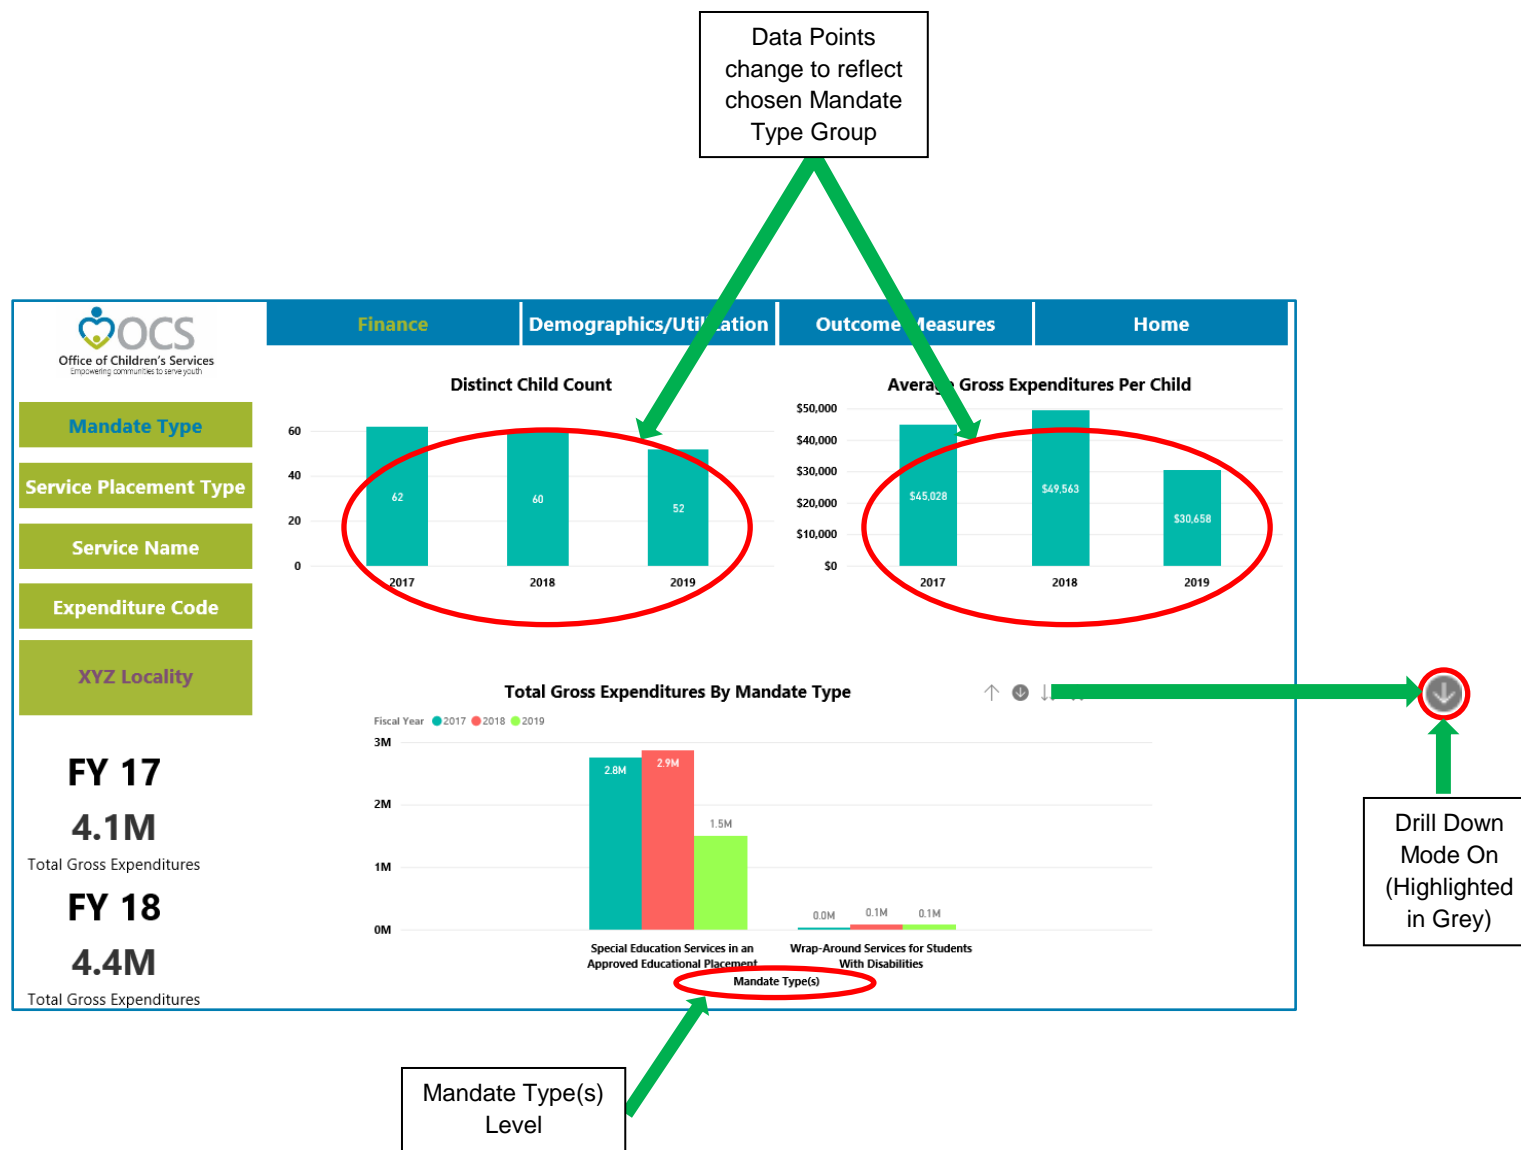 Data Points
change to reflect
chosen Mandate
Type Group
OCS
Office of Children's Services
Empowering communities to serve youth
Finance
Demographics/Utilization
Outcome Measures
Home
Mandate Type
Service Placement Type
Service Name
Expenditure Code
XYZ Locality
FY 17
4.1M
Total Gross Expenditures
FY 18
4.4M
Total Gross Expenditures
Distinct Child Count
60
40
20
0
62
60
52
2017
2018
2019
Average Gross Expenditures Per Child
$50,000
$40,000
$30,000
$20,000
$10,000
$0
$45,028
$49,563
$30,658
2017
2018
2019
Total Gross Expenditures By Mandate Type
Fiscal Year 2017 2018 2019
3M
2M
1M
0M
2.8M
2.9M
1.5M
0.0M
0.1M
0.1M
Special Education Services in an
Approved Educational Placement
Wrap-Around Services for Students
With Disabilities
Mandate Type(s)
Drill Down
Mode On
(Highlighted
in Grey)
Mandate Type(s)
Level